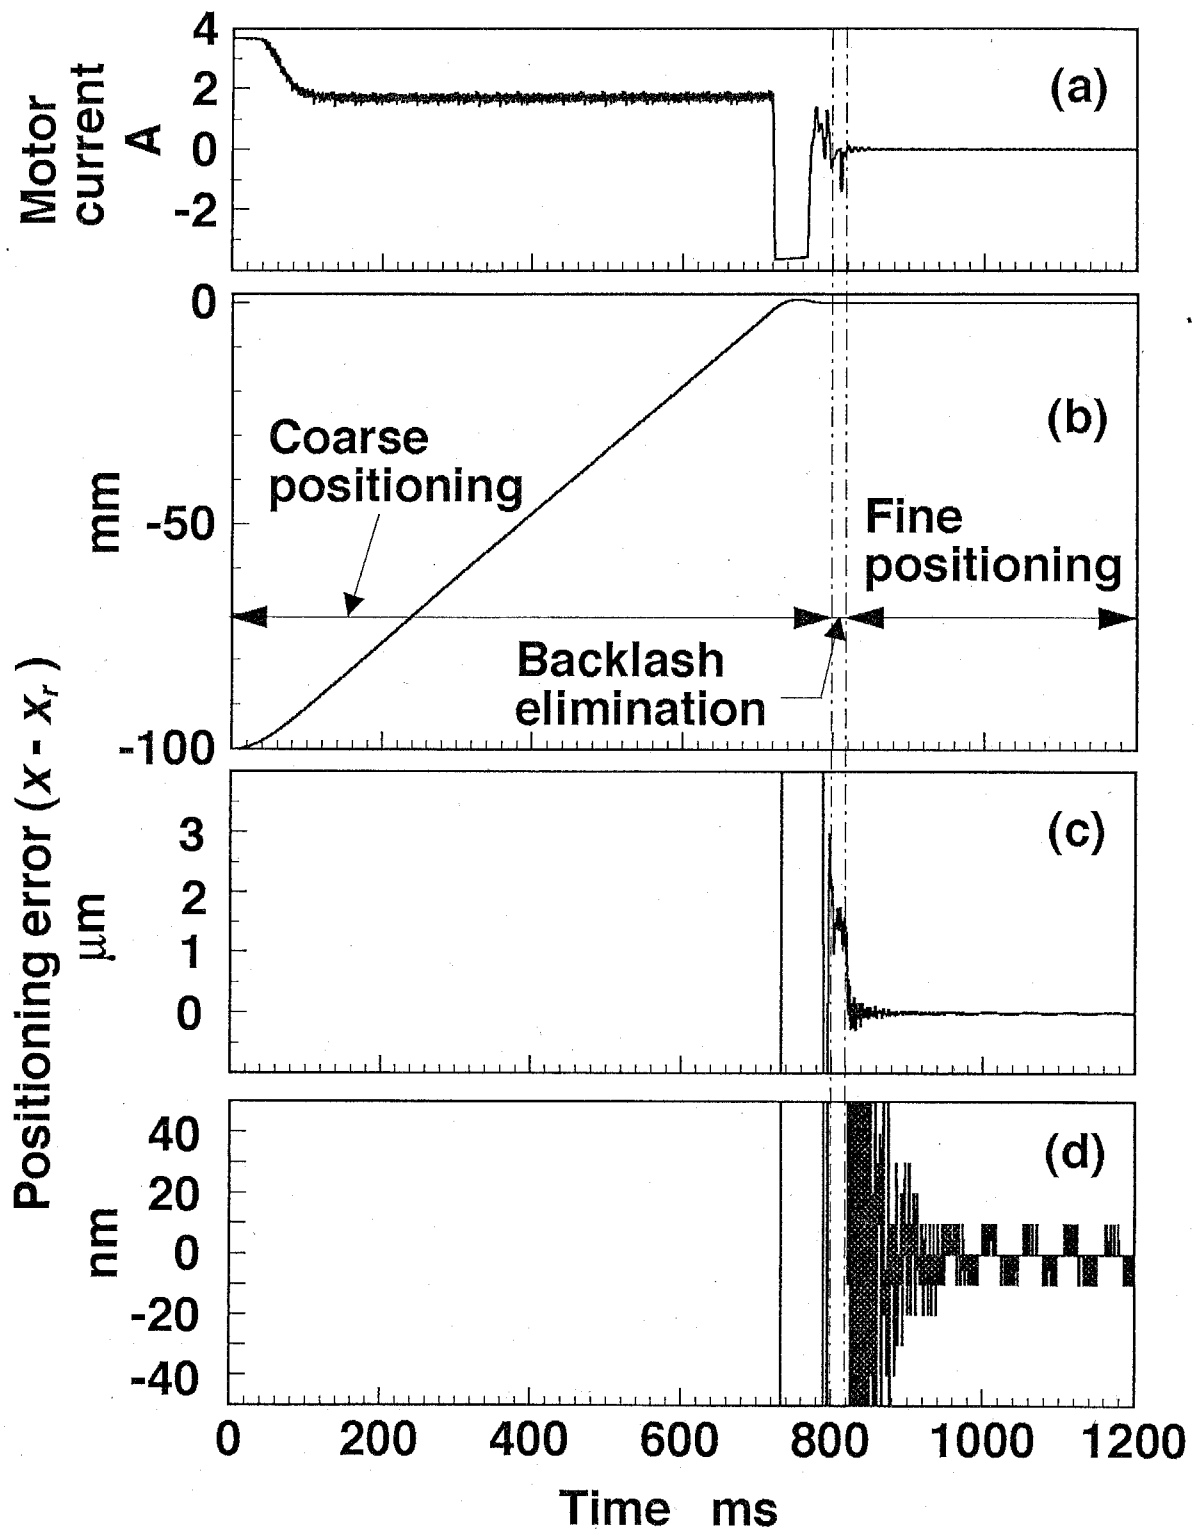 Motor
current
A
4
2
0
-2
(a)
Positioning error (x - xr)
mm
0
-50
-100
(b)
Coarse
positioning
Fine
positioning
Backlash
elimination
μm
3
2
1
0
(c)
nm
40
20
0
-20
-40
(d)
0 200 400 600 800 1000 1200
Time ms